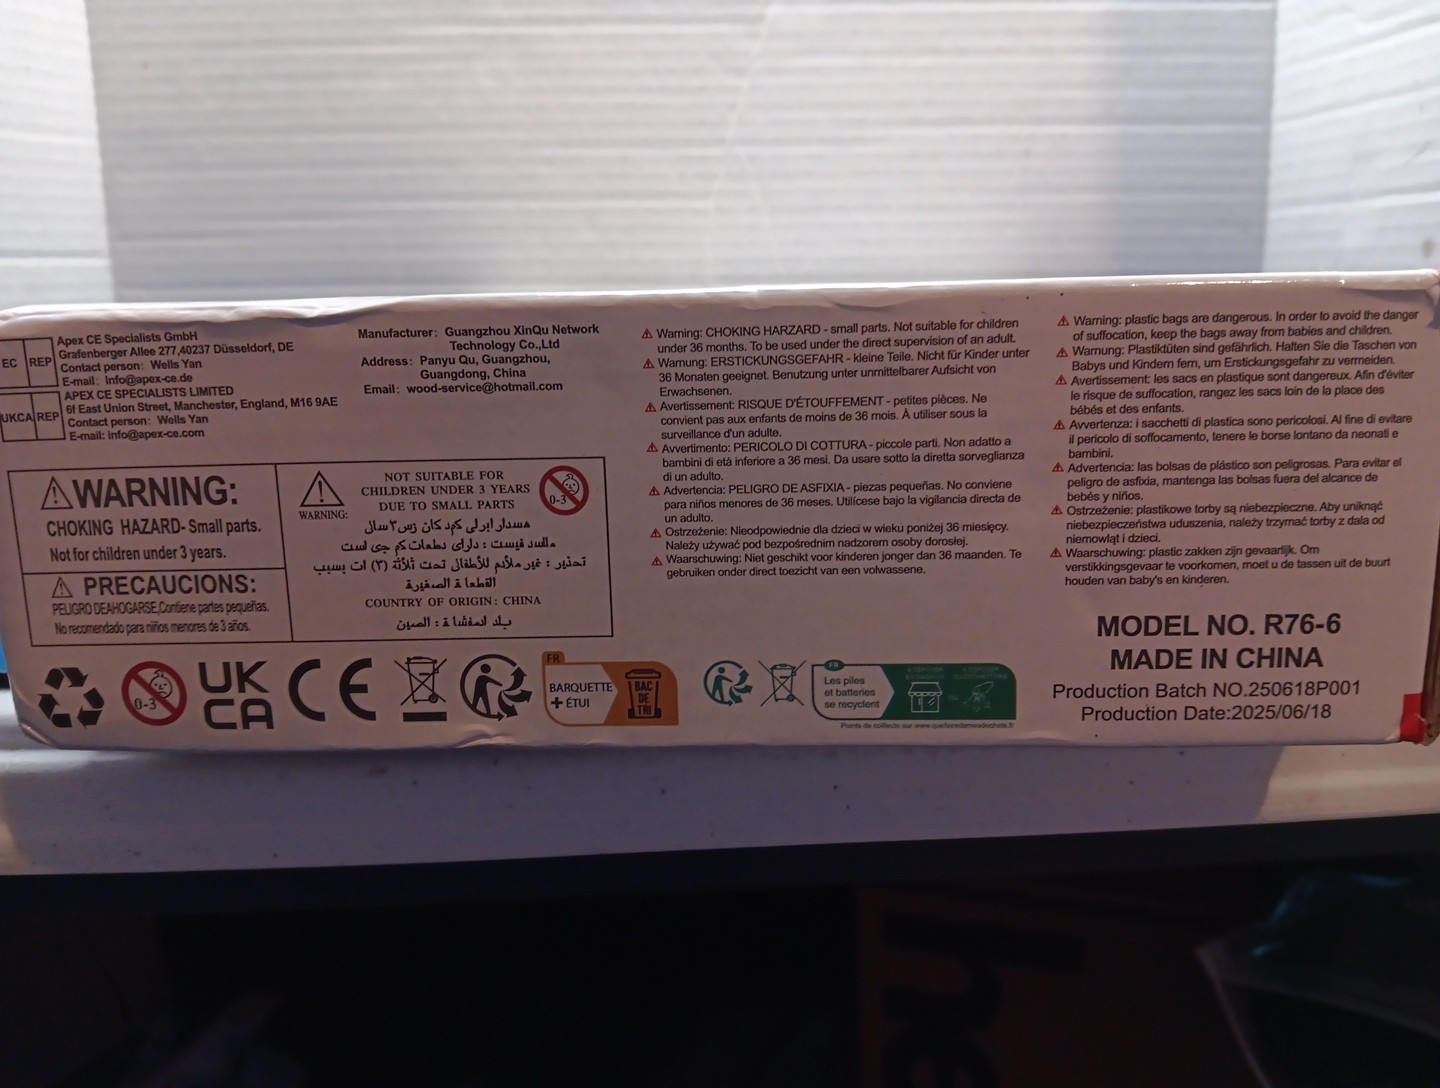 EC REP
Apex CE Specialists GmbH
Grafenberger Allee 277,40237 Düsseldorf, DE
Contact person: Wells Yan
E-mail: Info@apex-ce.de
UKCA REP
APEX CE SPECIALISTS LIMITED
6f East Union Street, Manchester, England, M16 9AE
Contact person: Wells Yan
E-mail: info@apex-ce.com
Manufacturer: Guangzhou XinQu Network
Technology Co.,Ltd
Address: Panyu Qu, Guangzhou,
Guangdong, China
Email: wood-service@hotmail.com
WARNING:
CHOKING HAZARD- Small parts.
Not for children under 3 years.
PRECAUCIONS:
PELIGRO DEAHOGARSE,Contiene partes pequeñas.
No recomendado para niños menores de 3 años.
WARNING:
NOT SUITABLE FOR
CHILDREN UNDER 3 YEARS
DUE TO SMALL PARTS
0-3
تحذير : غير ملائم للأطفال تحت ثلاثة (٣) ات بسبب
القطعا ة الصغيرة
COUNTRY OF ORIGIN: CHINA
الصين
Warning: CHOKING HARZARD - small parts. Not suitable for children
under 36 months. To be used under the direct supervision of an adult.
Warnung: ERSTICKUNGSGEFAHR - kleine Teile. Nicht für Kinder unter
36 Monaten geeignet. Benutzung unter unmittelbarer Aufsicht von
Erwachsenen.
Avertissement: RISQUE D'ÉTOUFFEMENT - petites pièces. Ne
convient pas aux enfants de moins de 36 mois. À utiliser sous la
surveillance d'un adulte.
Avvertimento: PERICOLO DI COTTURA - piccole parti. Non adatto a
bambini di età inferiore a 36 mesi. Da usare sotto la diretta sorveglianza
di un adulto.
Advertencia: PELIGRO DE ASFIXIA - piezas pequeñas. No conviene
para niños menores de 36 meses. Utilícese bajo la vigilancia directa de
un adulto.
Ostrzeżenie: Nieodpowiednie dla dzieci w wieku poniżej 36 miesięcy.
Należy używać pod bezpośrednim nadzorem osoby dorosłej.
Waarschuwing: Niet geschikt voor kinderen jonger dan 36 maanden. Te
gebruiken onder direct toezicht van een volwassene.
Warning: plastic bags are dangerous. In order to avoid the danger
of suffocation, keep the bags away from babies and children.
Warnung: Plastiktüten sind gefährlich. Halten Sie die Taschen von
Babys und Kindern fern, um Erstickungsgefahr zu vermeiden.
Avertissement: les sacs en plastique sont dangereux. Afin d'éviter
le risque de suffocation, rangez les sacs loin de la place des
bébés et des enfants.
Avvertenza: i sacchetti di plastica sono pericolosi. Al fine di evitare
il pericolo di soffocamento, tenere le borse lontano da neonati e
bambini.
Advertencia: las bolsas de plástico son peligrosas. Para evitar el
peligro de asfixia, mantenga las bolsas fuera del alcance de
bebés y niños.
Ostrzeżenie: plastikowe torby są niebezpieczne. Aby uniknąć
niebezpieczeństwa uduszenia, należy trzymać torby z dala od
niemowląt i dzieci.
Waarschuwing: plastic zakken zijn gevaarlijk. Om
verstikkingsgevaar te voorkomen, moet u de tassen uit de buurt
houden van baby's en kinderen.
MODEL NO. R76-6
MADE IN CHINA
Production Batch NO.250618P001
Production Date:2025/06/18
0-3
UK
CA
CE
FR
BARQUETTE
+ ÉTUI
BAC
DE
TRI
FR
Les piles
et batteries
se recyclent
Points de collecte sur www.quefairedemesdechets.fr